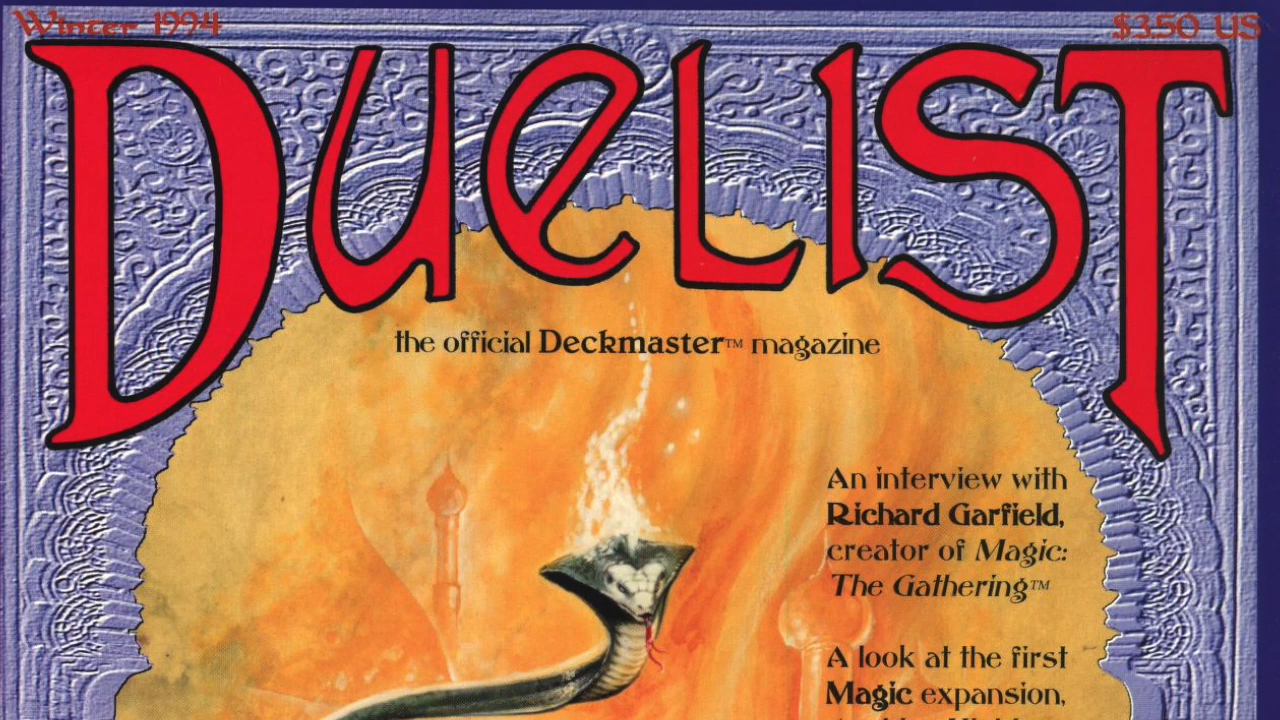 Winter 1994
$3.50 US
DUELIST
the official Deckmaster™ magazine
An interview with
Richard Garfield,
creator of Magic:
The Gathering™
A look at the first
Magic expansion,